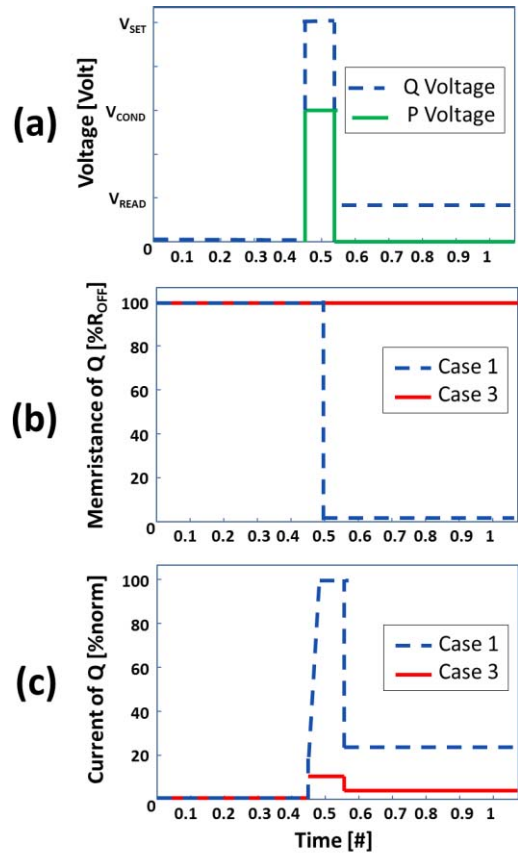 (a)
Voltage [Volt]
V_SET
V_COND
V_READ
0
0.1 0.2 0.3 0.4 0.5 0.6 0.7 0.8 0.9 1
Q Voltage
P Voltage
(b)
Memristance of Q [%R_OFF]
100
80
60
40
20
0
0.1 0.2 0.3 0.4 0.5 0.6 0.7 0.8 0.9 1
Case 1
Case 3
(c)
Current of Q [%norm]
100
80
60
40
20
0
0.1 0.2 0.3 0.4 0.5 0.6 0.7 0.8 0.9 1
Case 1
Case 3
Time [#]